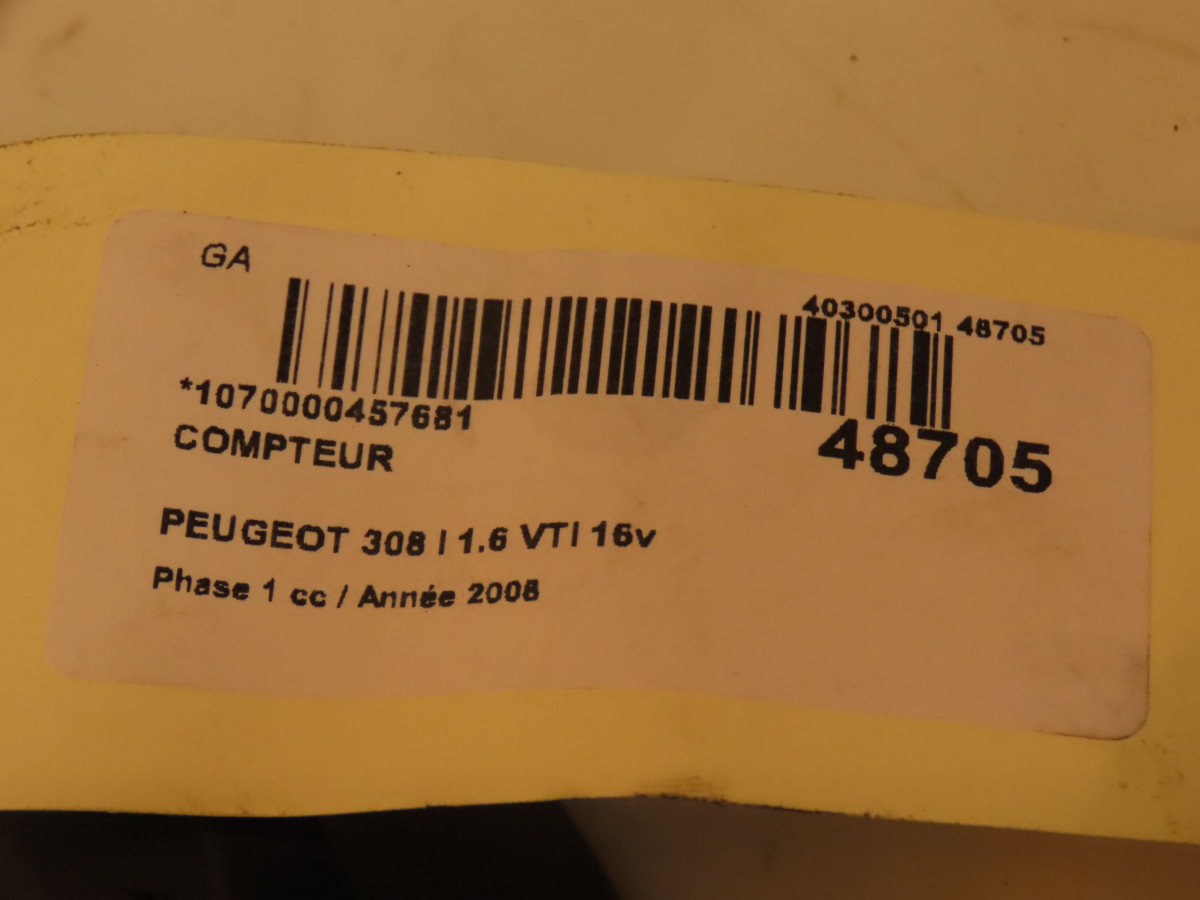 GA
40300501 48705
*1070000457681
48705
COMPTEUR
PEUGEOT 308 I 1.6 VTI 16v
Phase 1 cc / Année 2008